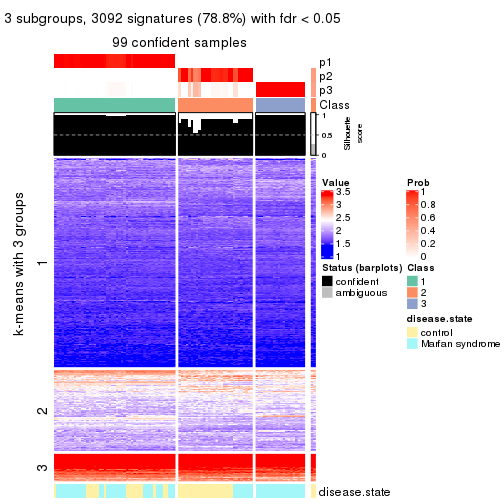 3 subgroups, 3092 signatures (78.8%) with fdr < 0.05
99 confident samples
p1
p2
p3
Class
1
0.5
0
Silhouette
score
k-means with 3 groups
1
2
3
disease.state
Value
3.5
3
2.5
2
1.5
1
Prob
1
0.8
0.6
0.4
0.2
0
Status (barplots)
confident
ambiguous
Class
1
2
3
disease.state
control
Marfan syndrome